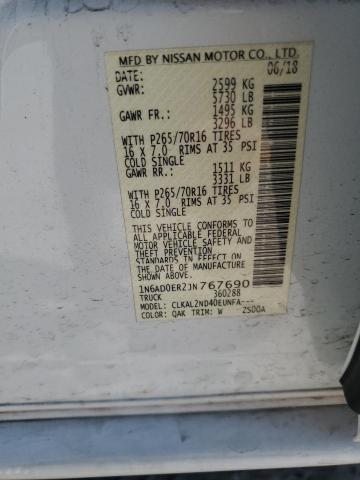 MFD BY NISSAN MOTOR CO., LTD.
DATE: 06/18
GVWR: 2599 KG
5730 LB
GAWR FR.: 1495 KG
3296 LB
WITH P265/70R16 TIRES
16 X 7.0 RIMS AT 35 PSI
COLD SINGLE
GAWR RR.: 1511 KG
3331 LB
WITH P265/70R16 TIRES
16 X 7.0 RIMS AT 35 PSI
COLD SINGLE
THIS VEHICLE CONFORMS TO
ALL APPLICABLE FEDERAL
MOTOR VEHICLE SAFETY AND
THEFT PREVENTION
STANDARDS IN EFFECT ON
THE DATE OF MANUFACTURE
SHOWN ABOVE.
1N6AD0ER2JN767690
TRUCK 360288
MODEL: CLKAL2ND40EUNFA---
COLOR: QAK TRIM: W 2S00A